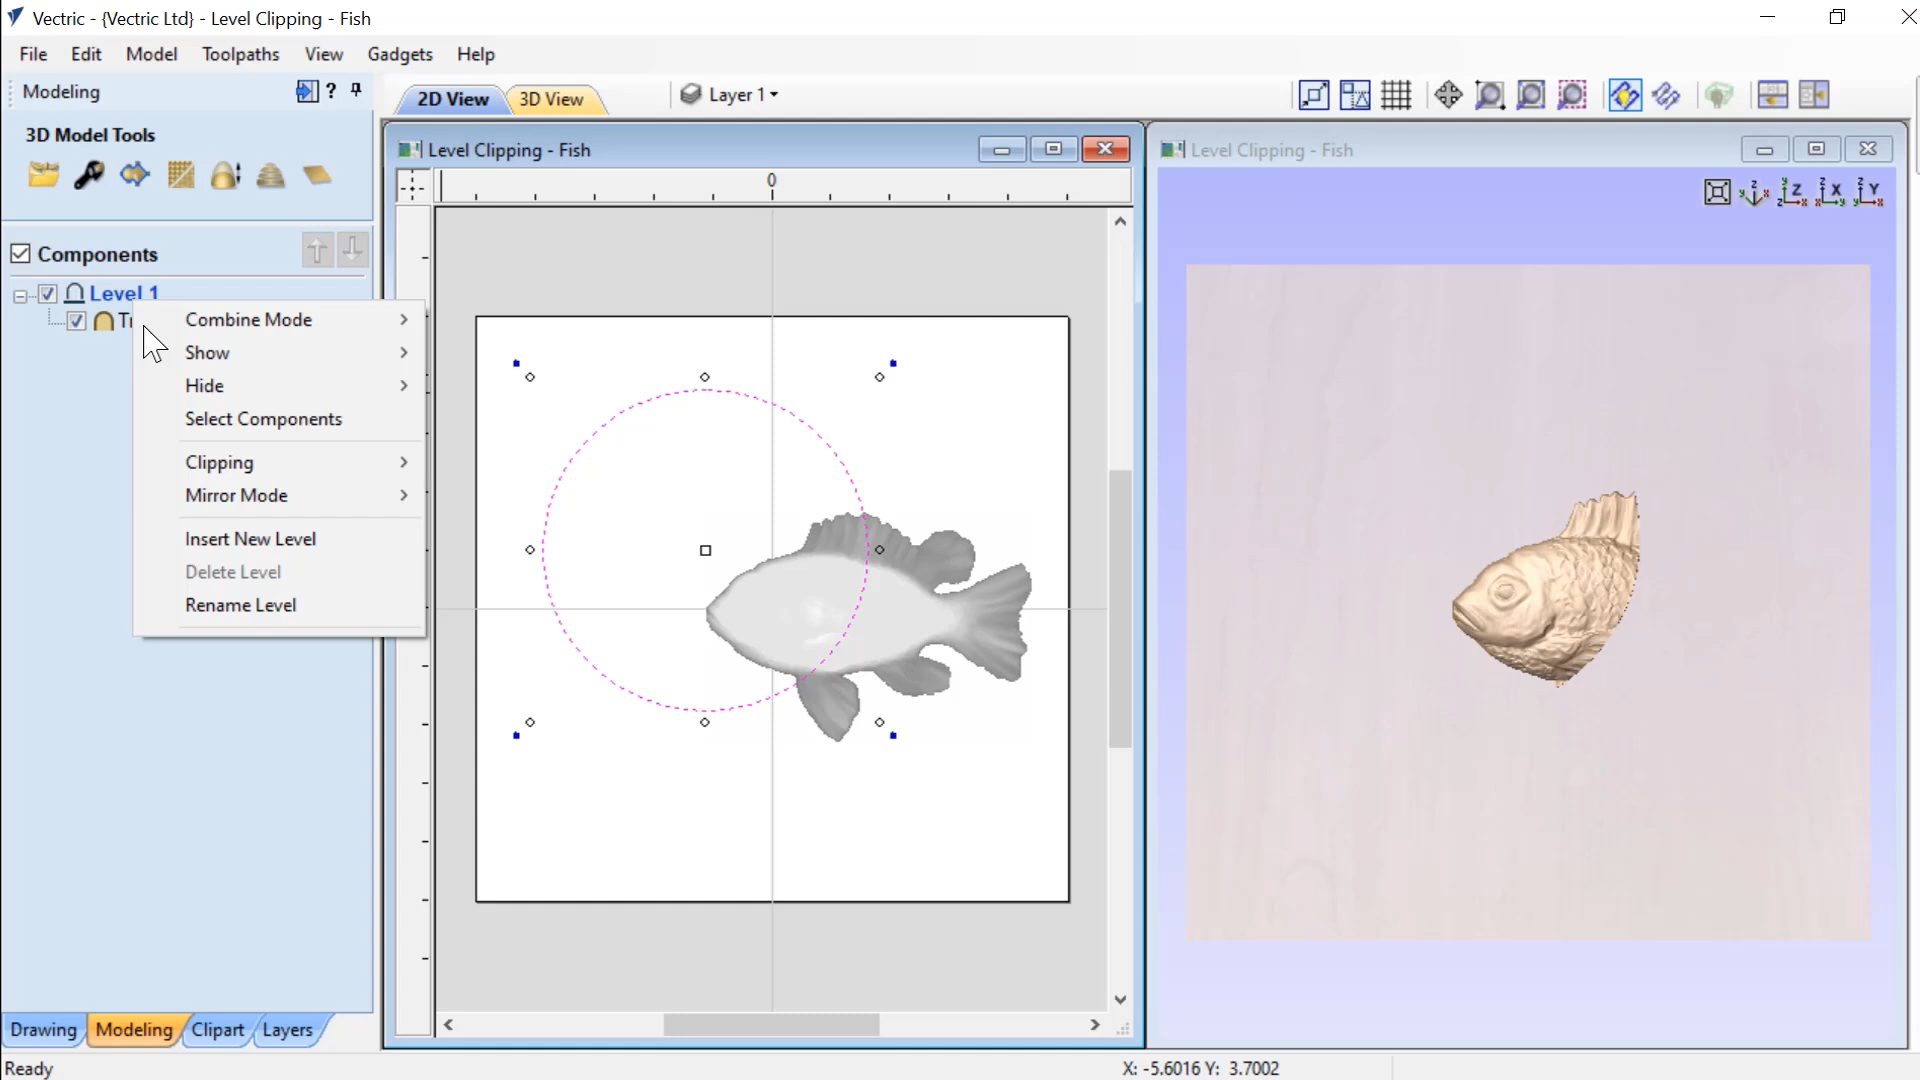 Vectric - {Vectric Ltd} - Level Clipping - Fish
File Edit Model Toolpaths View Gadgets Help
Modeling ?
2D View 3D View Layer 1
3D Model Tools
Level Clipping - Fish
Level Clipping - Fish
0
Components
Level 1
Combine Mode
Show
Hide
Select Components
Clipping
Mirror Mode
Insert New Level
Delete Level
Rename Level
Drawing Modeling Clipart Layers
Ready
X: -5.6016 Y: 3.7002